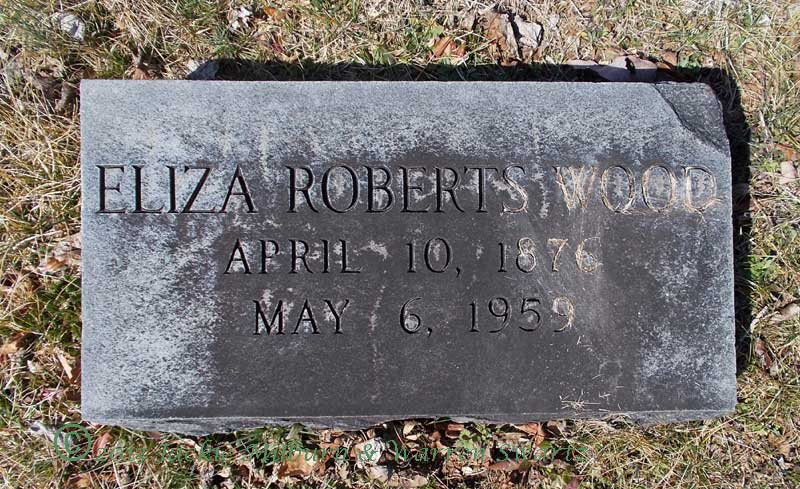 ELIZA ROBERTS WOOD
APRIL 10, 1876
MAY 6, 1959
©